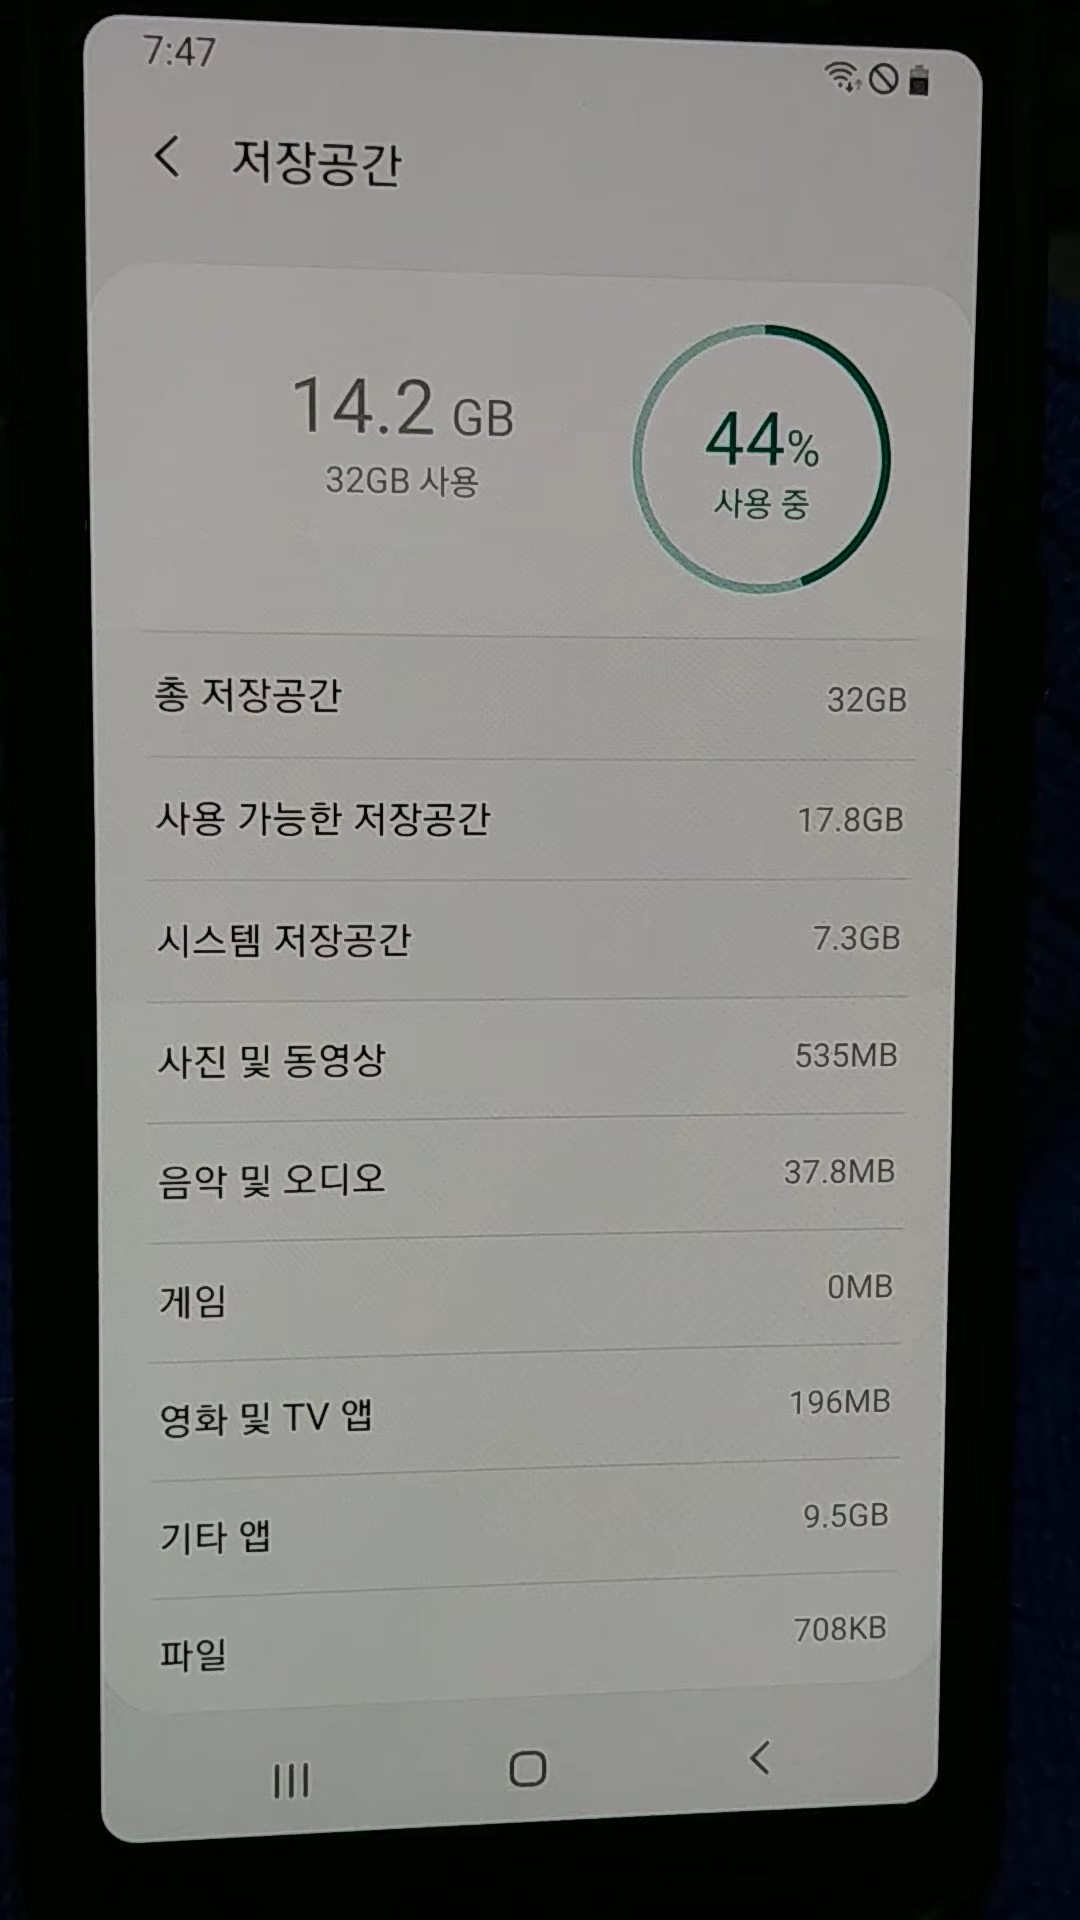 7:47
저장공간
14.2 GB
32GB 사용
44%
사용 중
총 저장공간 32GB
사용 가능한 저장공간 17.8GB
시스템 저장공간 7.3GB
사진 및 동영상 535MB
음악 및 오디오 37.8MB
게임 0MB
영화 및 TV 앱 196MB
기타 앱 9.5GB
파일 708KB